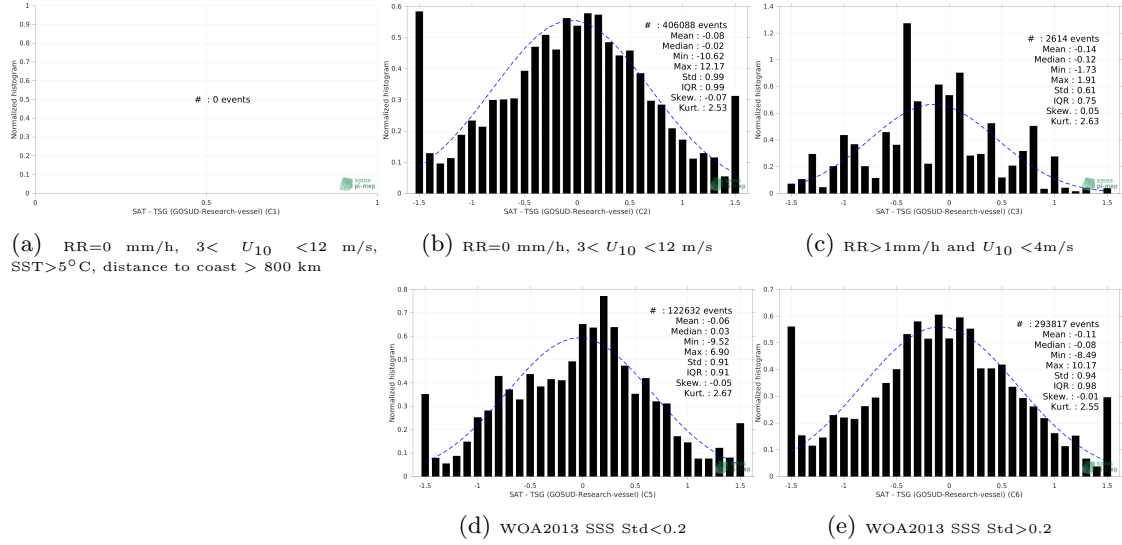 1
0.9
0.8
0.7
0.6
0.5
0.4
0.3
0.2
0.1
0
Normalized histogram
# : 0 events
smos
pi-mep
0 0.5 1
SAT - TSG (GOSUD-Research-vessel) (C1)
(a) RR=0 mm/h, 3< U10 <12 m/s,
SST>5°C, distance to coast > 800 km
0.6
0.5
0.4
0.3
0.2
0.1
0
Normalized histogram
# : 406088 events
Mean : -0.08
Median : -0.02
Min : -10.62
Max : 12.17
Std : 0.99
IQR : 0.99
Skew. : -0.07
Kurt. : 2.53
smos
pi-mep
-1.5 -1 -0.5 0 0.5 1 1.5
SAT - TSG (GOSUD-Research-vessel) (C2)
(b) RR=0 mm/h, 3< U10 <12 m/s
1.4
1.2
1
0.8
0.6
0.4
0.2
0
Normalized histogram
# : 2614 events
Mean : -0.14
Median : -0.12
Min : -1.73
Max : 1.91
Std : 0.61
IQR : 0.75
Skew. : 0.05
Kurt. : 2.63
smos
pi-mep
-1.5 -1 -0.5 0 0.5 1 1.5
SAT - TSG (GOSUD-Research-vessel) (C3)
(c) RR>1mm/h and U10 <4m/s
0.8
0.7
0.6
0.5
0.4
0.3
0.2
0.1
0
Normalized histogram
# : 122632 events
Mean : -0.06
Median : 0.03
Min : -9.52
Max : 6.90
Std : 0.91
IQR : 0.91
Skew. : -0.05
Kurt. : 2.67
smos
pi-mep
-1.5 -1 -0.5 0 0.5 1 1.5
SAT - TSG (GOSUD-Research-vessel) (C5)
(d) WOA2013 SSS Std<0.2
0.7
0.6
0.5
0.4
0.3
0.2
0.1
0
Normalized histogram
# : 293817 events
Mean : -0.11
Median : -0.08
Min : -8.49
Max : 10.17
Std : 0.94
IQR : 0.98
Skew. : -0.01
Kurt. : 2.55
smos
pi-mep
-1.5 -1 -0.5 0 0.5 1 1.5
SAT - TSG (GOSUD-Research-vessel) (C6)
(e) WOA2013 SSS Std>0.2